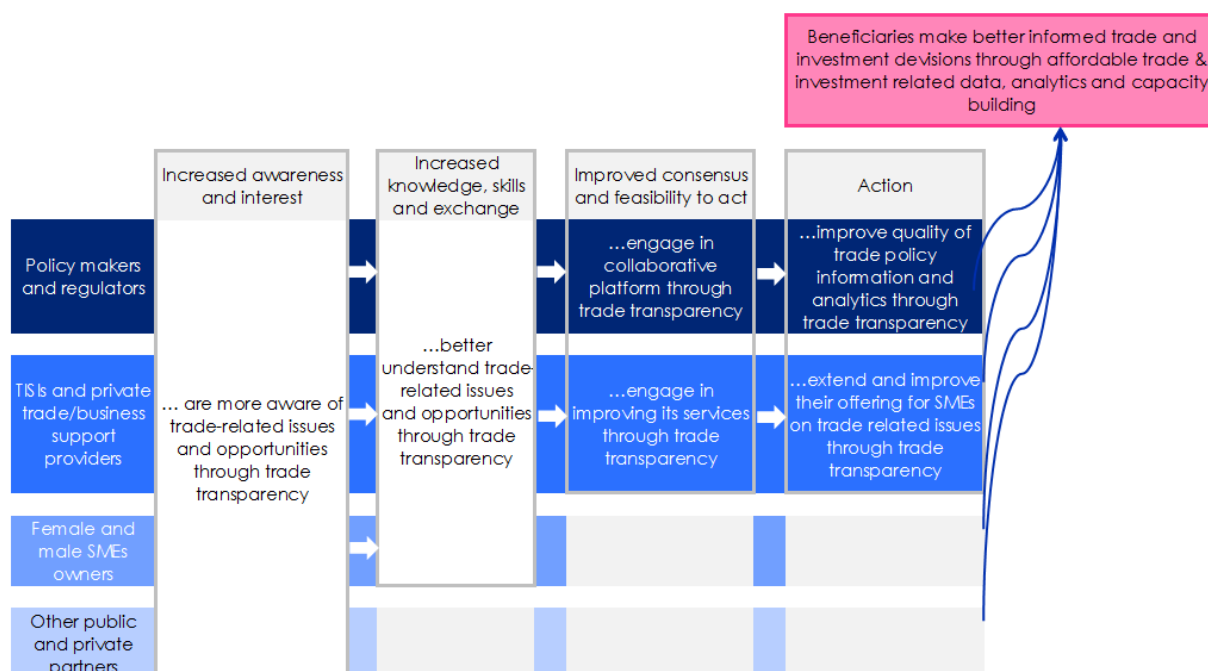 Beneficiaries make better informed trade and
investment devisions through affordable trade &
investment related data, analytics and capacity
building
Increased awareness
and interest
Increased
knowledge, skills
and exchange
Improved consensus
and feasibility to act
Action
Policy makers
and regulators
…engage in
collaborative
platform through
trade transparency
…improve quality of
trade policy
information and
analytics through
trade transparency
TISIs and private
trade/business
support
providers
… are more aware of
trade-related issues
and opportunities
through trade
transparency
…better
understand trade-
related issues
and opportunities
through trade
transparency
…engage in
improving its services
through trade
transparency
…extend and improve
their offering for SMEs
on trade related issues
through trade
transparency
Female and
male SMEs
owners
Other public
and private
partners